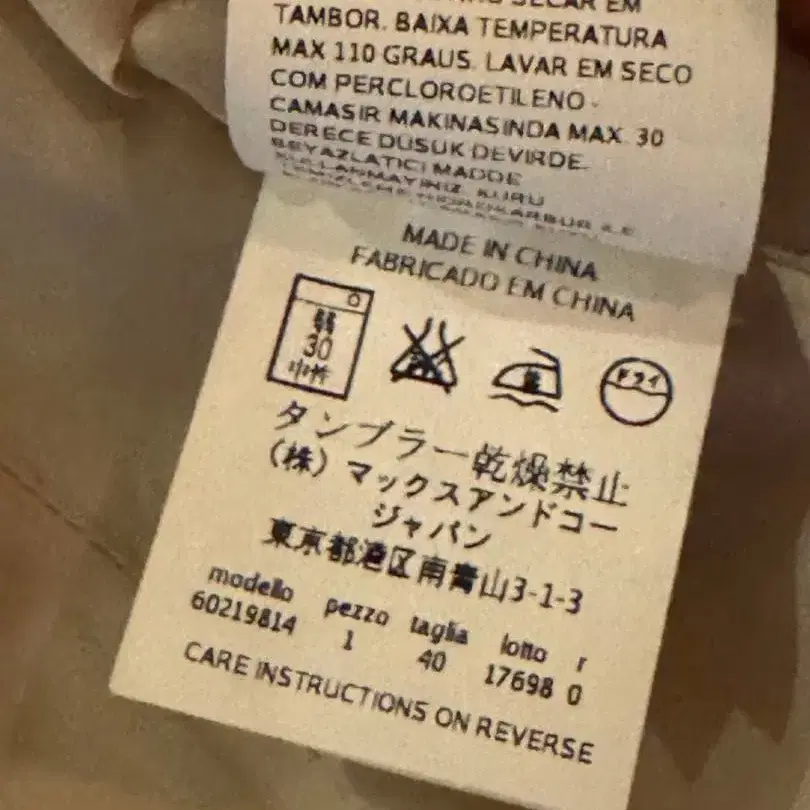 SECAR EM
TAMBOR. BAIXA TEMPERATURA
MAX 110 GRAUS. LAVAR EM SECO
COM PERCLOROETILENO -
CAMASIR MAKINASINDA MAX. 30
DERECE DUSUK DEVIRDE.
BEYAZLATICI MADDE
KULLANMAYINIZ. KURU
MADE IN CHINA
FABRICADO EM CHINA
弱
30
中性
ドライ
タンブラー乾燥禁止
(株) マックスアンドコー
ジャパン
東京都港区南青山3-1-3
modello pezzo taglia lotto r
60219814 1 40 17698 0
CARE INSTRUCTIONS ON REVERSE